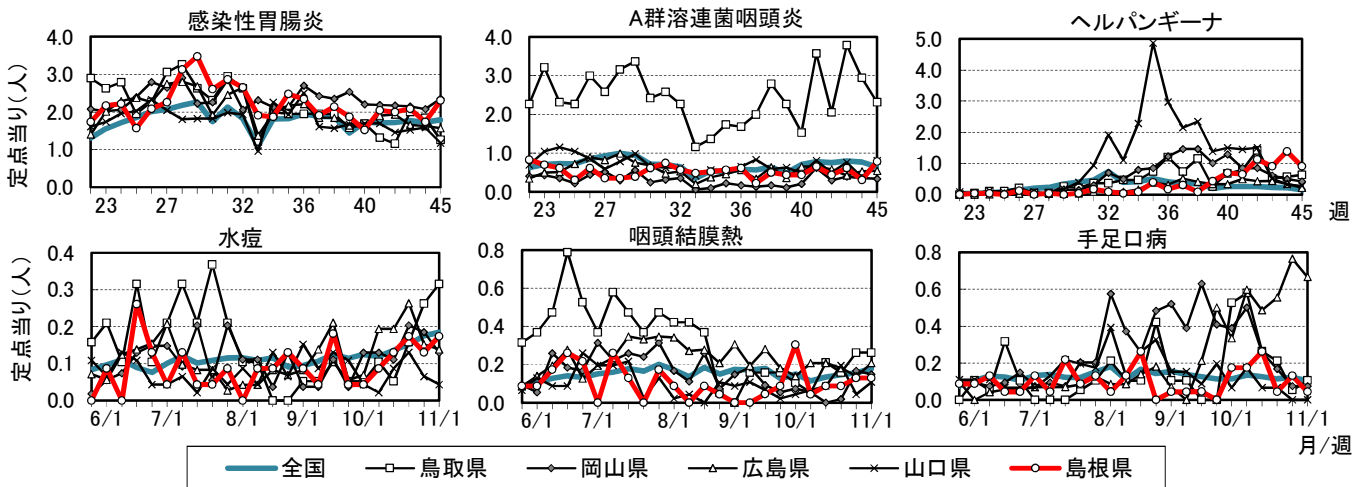 感染性胃腸炎
A群溶連菌咽頭炎
ヘルパンギーナ
定点当り(人)
4.0
3.0
2.0
1.0
0.0
23 27 32 36 40 45
4.0
3.0
2.0
1.0
0.0
23 27 32 36 40 45
5.0
4.0
3.0
2.0
1.0
0.0
23 27 32 36 40 45 週
水痘
咽頭結膜熱
手足口病
定点当り(人)
0.4
0.3
0.2
0.1
0.0
6/1 7/1 8/1 9/1 10/1 11/1
0.8
0.6
0.4
0.2
0.0
6/1 7/1 8/1 9/1 10/1 11/1
0.8
0.6
0.4
0.2
0.0
6/1 7/1 8/1 9/1 10/1 11/1
月/週
全国 鳥取県 岡山県 広島県 山口県 島根県